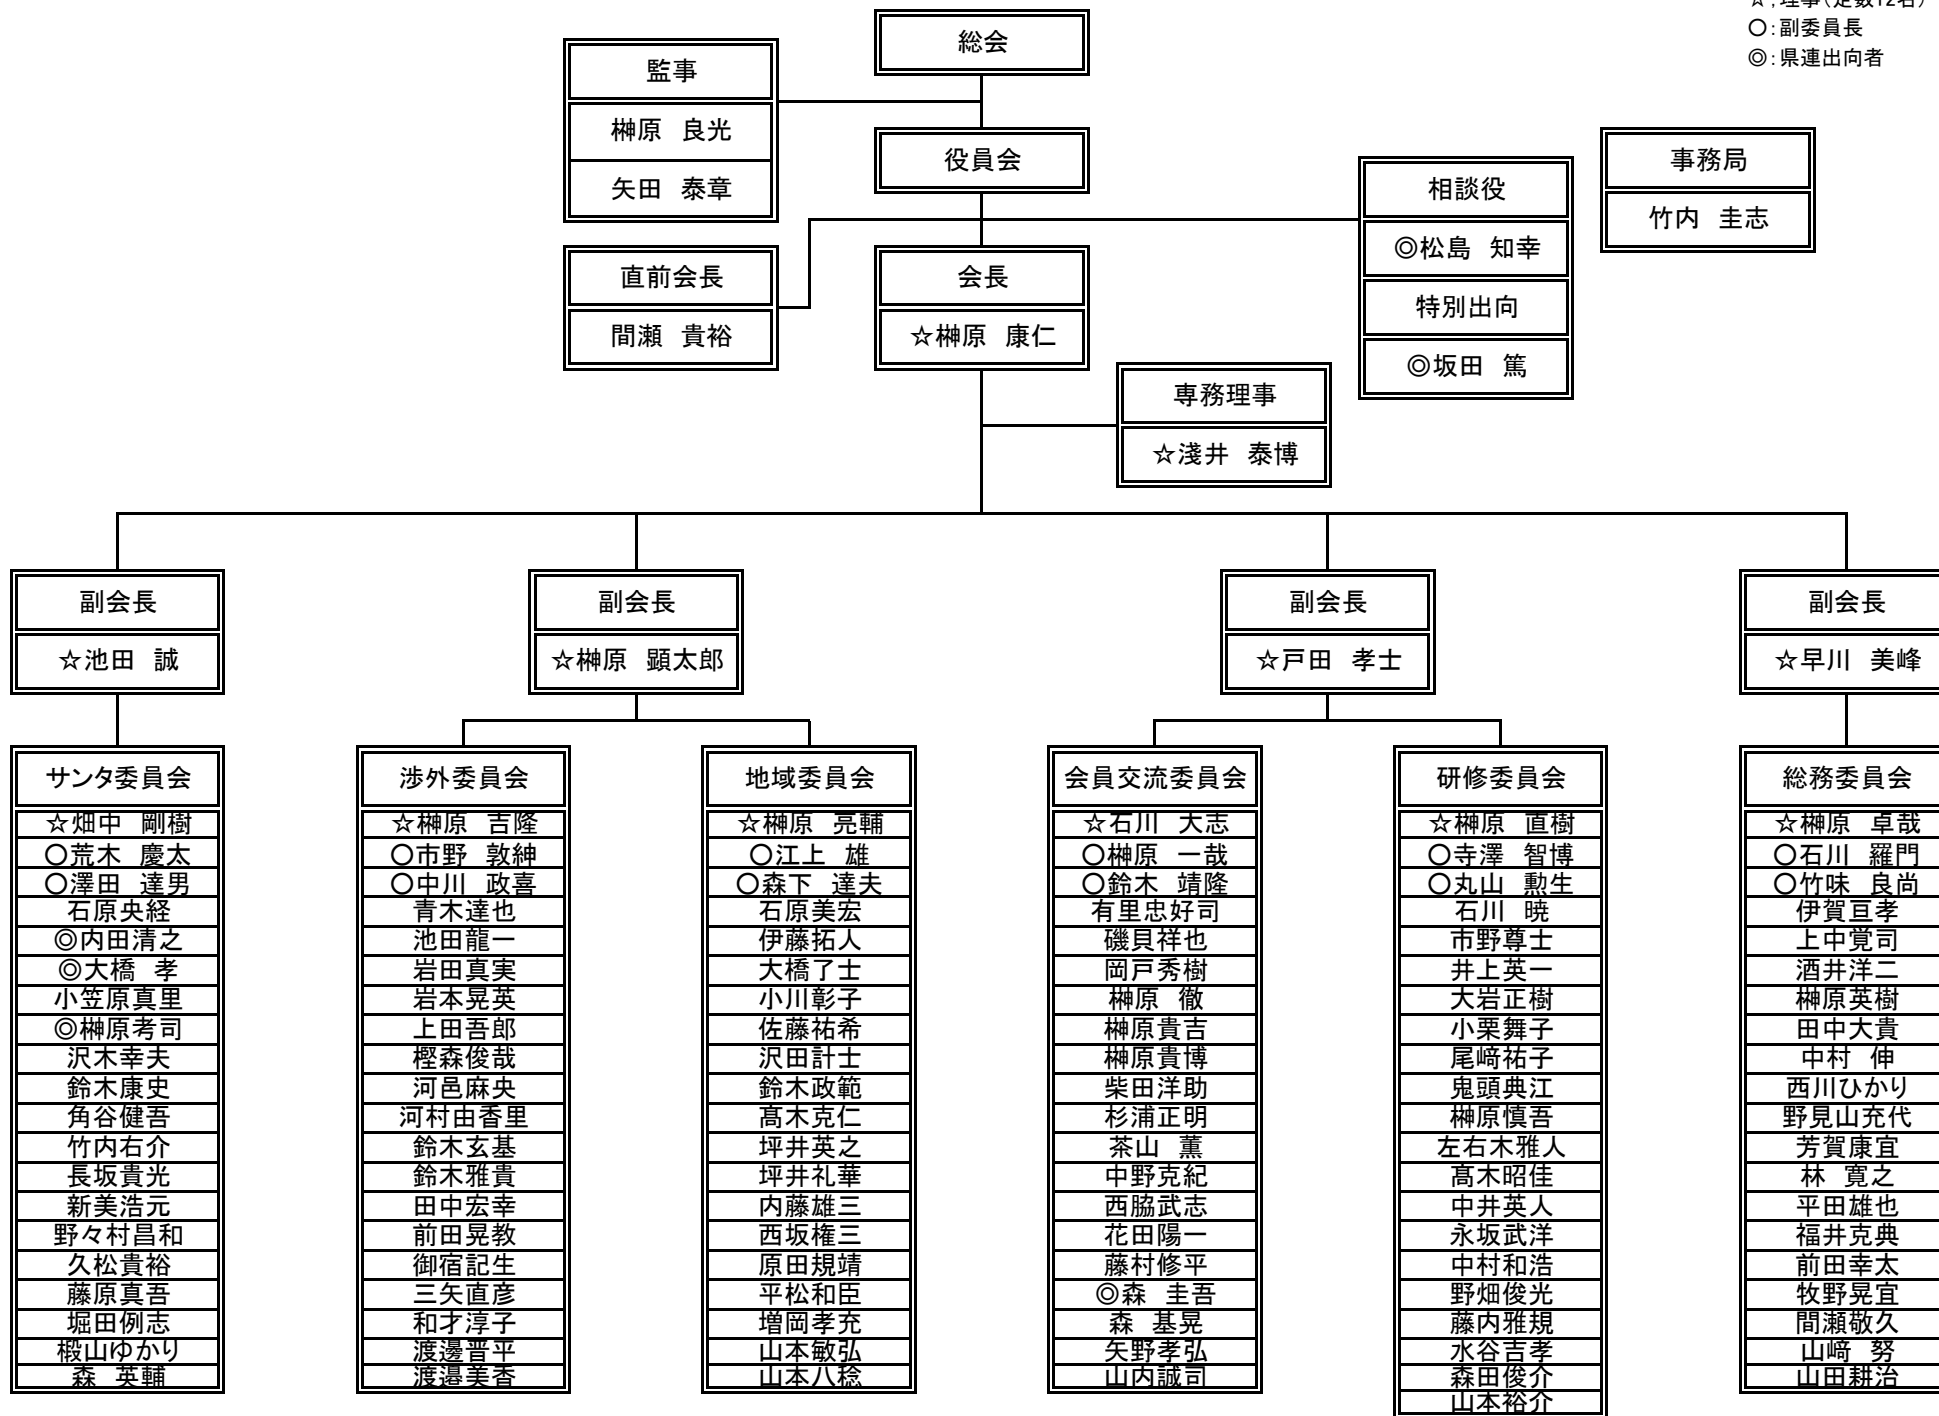 ☆；理事（定数12名）
○：副委員長
◎：県連出向者
総会
監事
榊原　良光
矢田　泰章
役員会
事務局
竹内　圭志
相談役
◎松島　知幸
特別出向
◎坂田　篤
直前会長
間瀬　貴裕
会長
☆榊原　康仁
専務理事
☆淺井　泰博
副会長
☆池田　誠
副会長
☆榊原　顕太郎
副会長
☆戸田　孝士
副会長
☆早川　美峰
サンタ委員会
☆畑中　剛樹
○荒木　慶太
○澤田　達男
石原央経
◎内田清之
◎大橋　孝
小笠原真里
◎榊原考司
沢木幸夫
鈴木康史
角谷健吾
竹内右介
長坂貴光
新美浩元
野々村昌和
久松貴裕
藤原真吾
堀田例志
椴山ゆかり
森　英輔
渉外委員会
☆榊原　吉隆
○市野　敦紳
○中川　政喜
青木達也
池田龍一
岩田真実
岩本晃英
上田吾郎
樫森俊哉
河邑麻央
河村由香里
鈴木玄基
鈴木雅貴
田中宏幸
前田晃教
御宿記生
三矢直彦
和才淳子
渡邊晋平
渡邉美香
地域委員会
☆榊原　亮輔
○江上　雄
○森下　達夫
石原美宏
伊藤拓人
大橋了士
小川彰子
佐藤祐希
沢田計士
鈴木政範
髙木克仁
坪井英之
坪井礼華
内藤雄三
西坂権三
原田規靖
平松和臣
増岡孝充
山本敏弘
山本八稔
会員交流委員会
☆石川　大志
○榊原　一哉
○鈴木　靖隆
有里忠好司
磯貝祥也
岡戸秀樹
榊原　徹
榊原貴吉
榊原貴博
柴田洋助
杉浦正明
茶山　薫
中野克紀
西脇武志
花田陽一
藤村修平
◎森　圭吾
森　基晃
矢野孝弘
山内誠司
研修委員会
☆榊原　直樹
○寺澤　智博
○丸山　勲生
石川　暁
市野尊士
井上英一
大岩正樹
小栗舞子
尾﨑祐子
鬼頭典江
榊原慎吾
左右木雅人
髙木昭佳
中井英人
永坂武洋
中村和浩
野畑俊光
藤内雅規
水谷吉孝
森田俊介
山本裕介
総務委員会
☆榊原　卓哉
○石川　羅門
○竹味　良尚
伊賀亘孝
上中覚司
酒井洋二
榊原英樹
田中大貴
中村　伸
西川ひかり
野見山充代
芳賀康宜
林　寛之
平田雄也
福井克典
前田幸太
牧野晃宜
間瀬敬久
山﨑　努
山田耕治